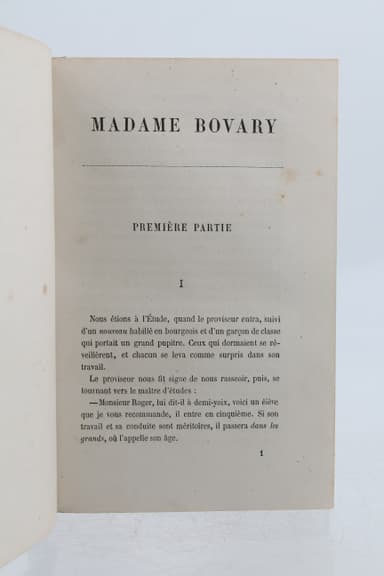 MADAME BOVARY
PREMIÈRE PARTIE
I
Nous étions à l'Étude, quand le proviseur entra, suivi
d'un nouveau habillé en bourgeois et d'un garçon de classe
qui portait un grand pupitre. Ceux qui dormaient se ré-
veillèrent, et chacun se leva comme surpris dans son
travail.
Le proviseur nous fit signe de nous rasseoir, puis, se
tournant vers le maître d'études :
— Monsieur Roger, lui dit-il à demi-voix, voici un élève
que je vous recommande, il entre en cinquième. Si son
travail et sa conduite sont méritoires, il passera dans les
grands, où l'appelle son âge.
1